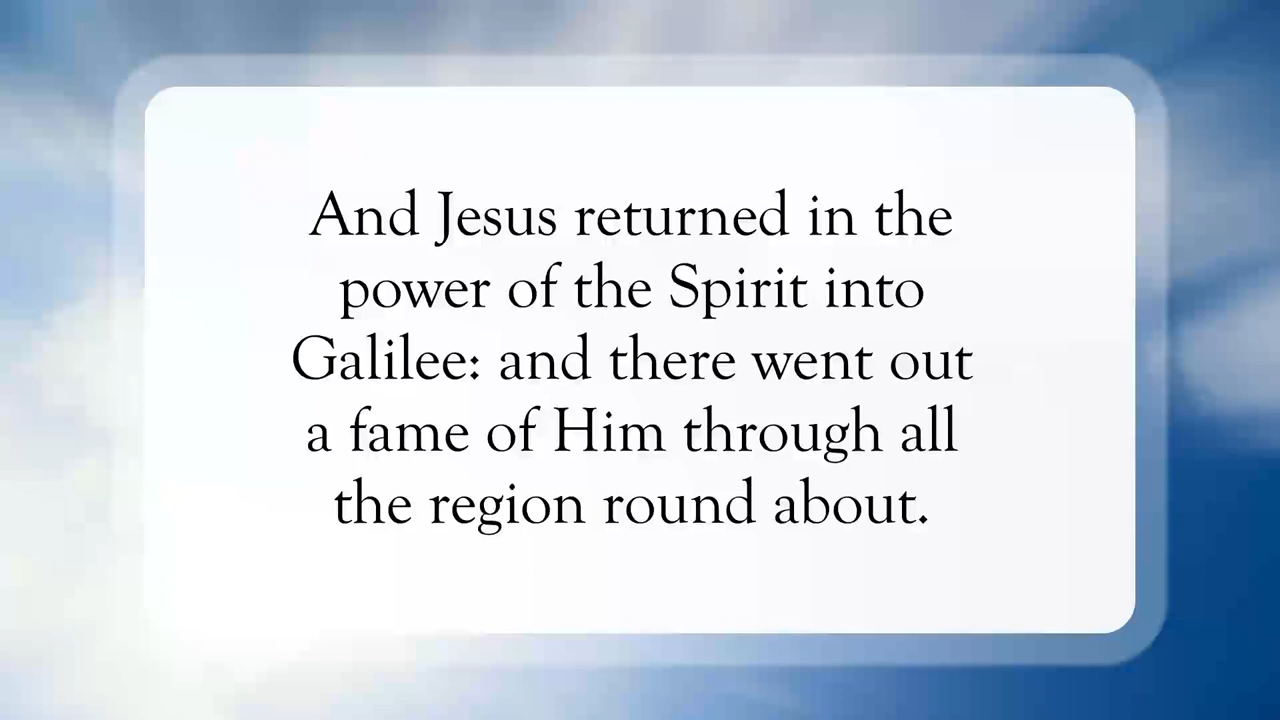 And Jesus returned in the
power of the Spirit into
Galilee: and there went out
a fame of Him through all
the region round about.